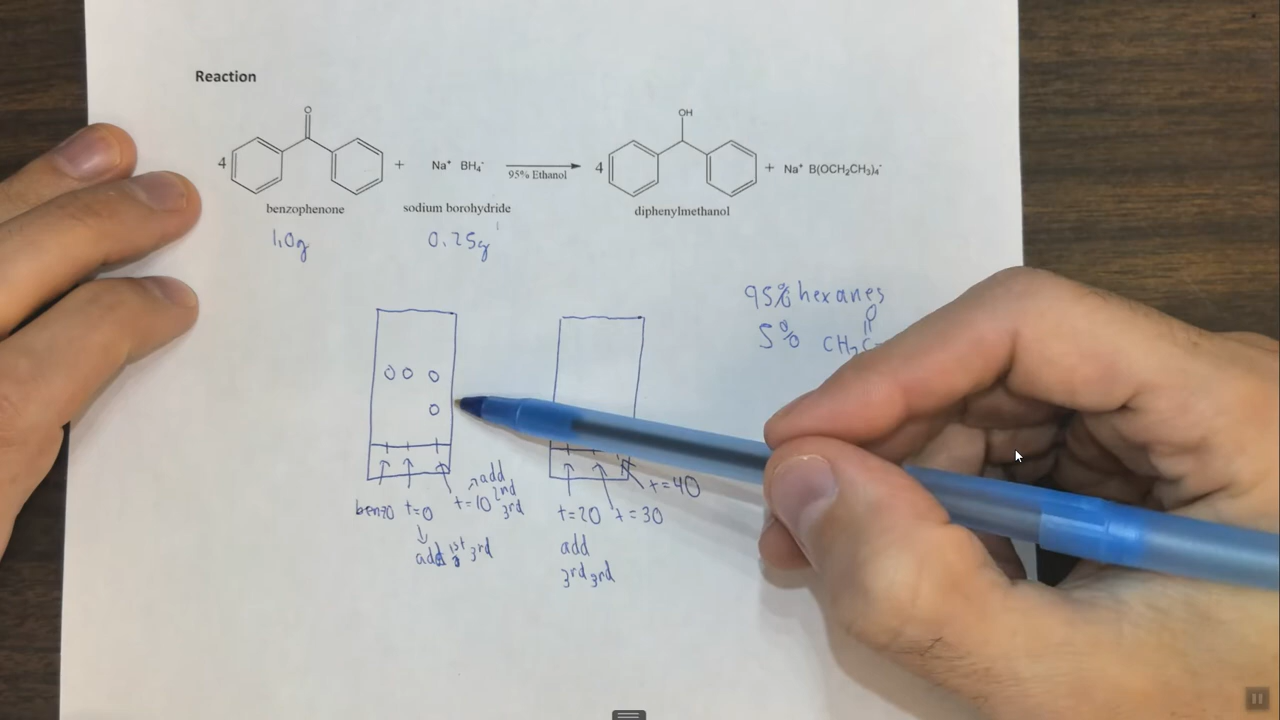 Reaction
O
OH
4
+
Na⁺ BH₄⁻
95% Ethanol
4
+ Na⁺ B(OCH₂CH₃)₄⁻
benzophenone
sodium borohydride
diphenylmethanol
1.0g
0.25g
95% hexanes
O
5% CH₃C
benzo
t=0
t=10
add
2nd
3rd
add 1st 3rd
t=20
t=30
t=40
add
3rd 3rd